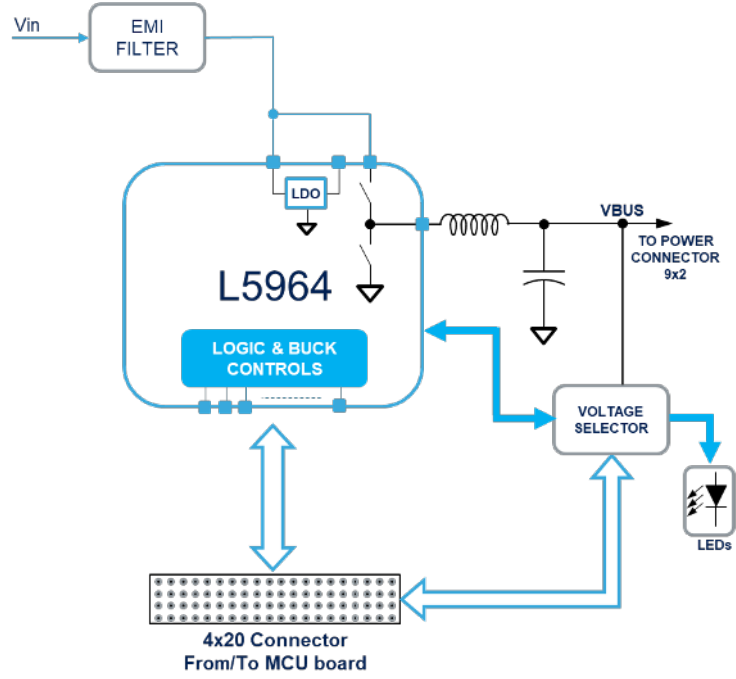 Vin
EMI
FILTER
LDO
VBUS
TO POWER
CONNECTOR
9x2
L5964
LOGIC & BUCK
CONTROLS
VOLTAGE
SELECTOR
LEDs
4x20 Connector
From/To MCU board